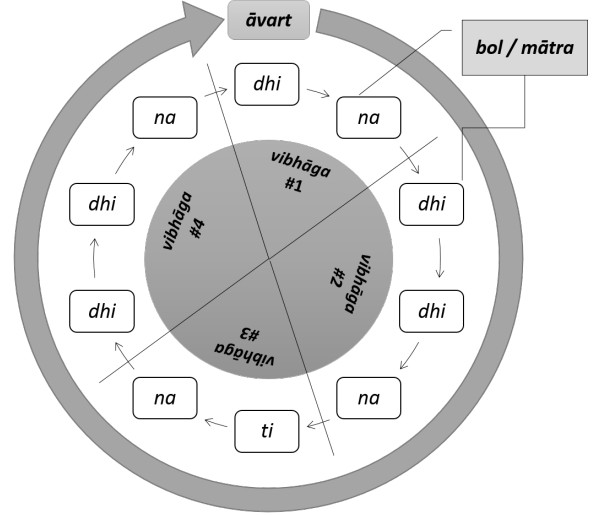 āvart
bol / mātra
dhi
na
dhi
dhi
na
ti
na
dhi
dhi
na
vibhāga
#1
vibhāga
#2
vibhāga
#3
vibhāga
#4